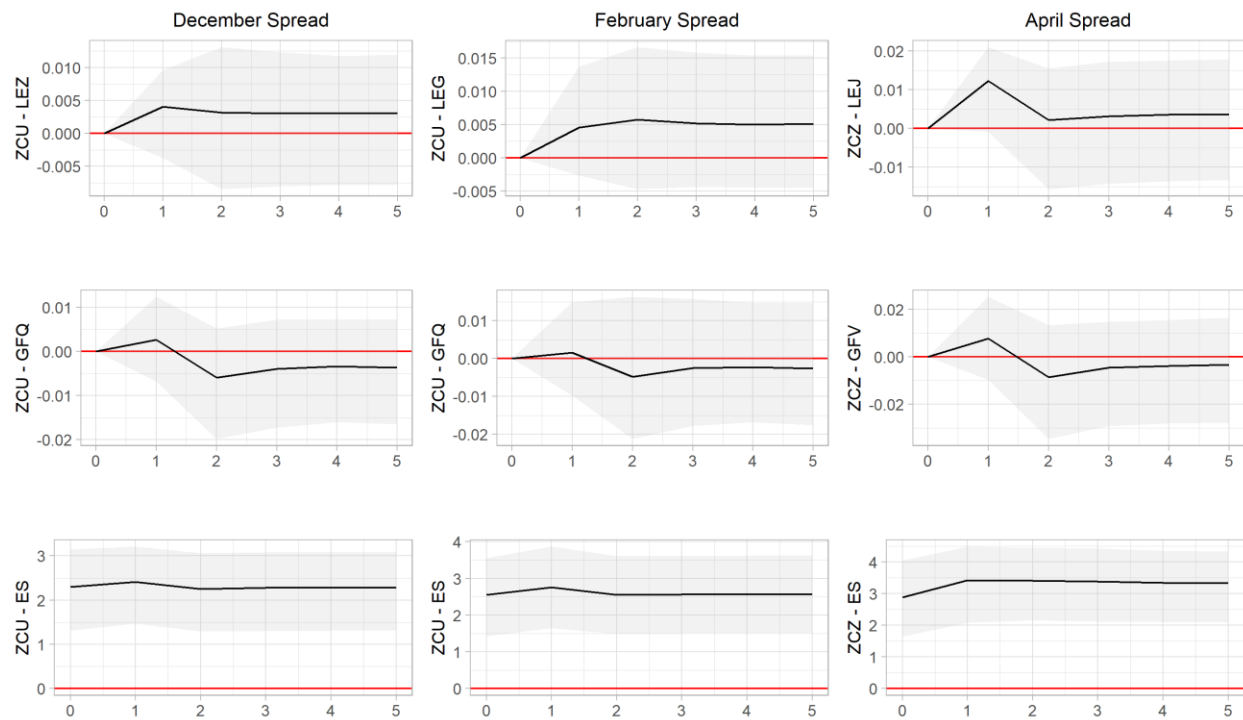 December Spread
February Spread
April Spread
ZCU - LEZ
0.010
0.005
0.000
-0.005
0 1 2 3 4 5
ZCU - LEG
0.015
0.010
0.005
0.000
-0.005
0 1 2 3 4 5
ZCZ - LEJ
0.02
0.01
0.00
-0.01
0 1 2 3 4 5
ZCU - GFQ
0.01
0.00
-0.01
-0.02
0 1 2 3 4 5
ZCU - GFQ
0.01
0.00
-0.01
-0.02
0 1 2 3 4 5
ZCZ - GFV
0.02
0.00
-0.02
0 1 2 3 4 5
ZCU - ES
3
2
1
0
0 1 2 3 4 5
ZCU - ES
4
3
2
1
0
0 1 2 3 4 5
ZCZ - ES
4
3
2
1
0
0 1 2 3 4 5